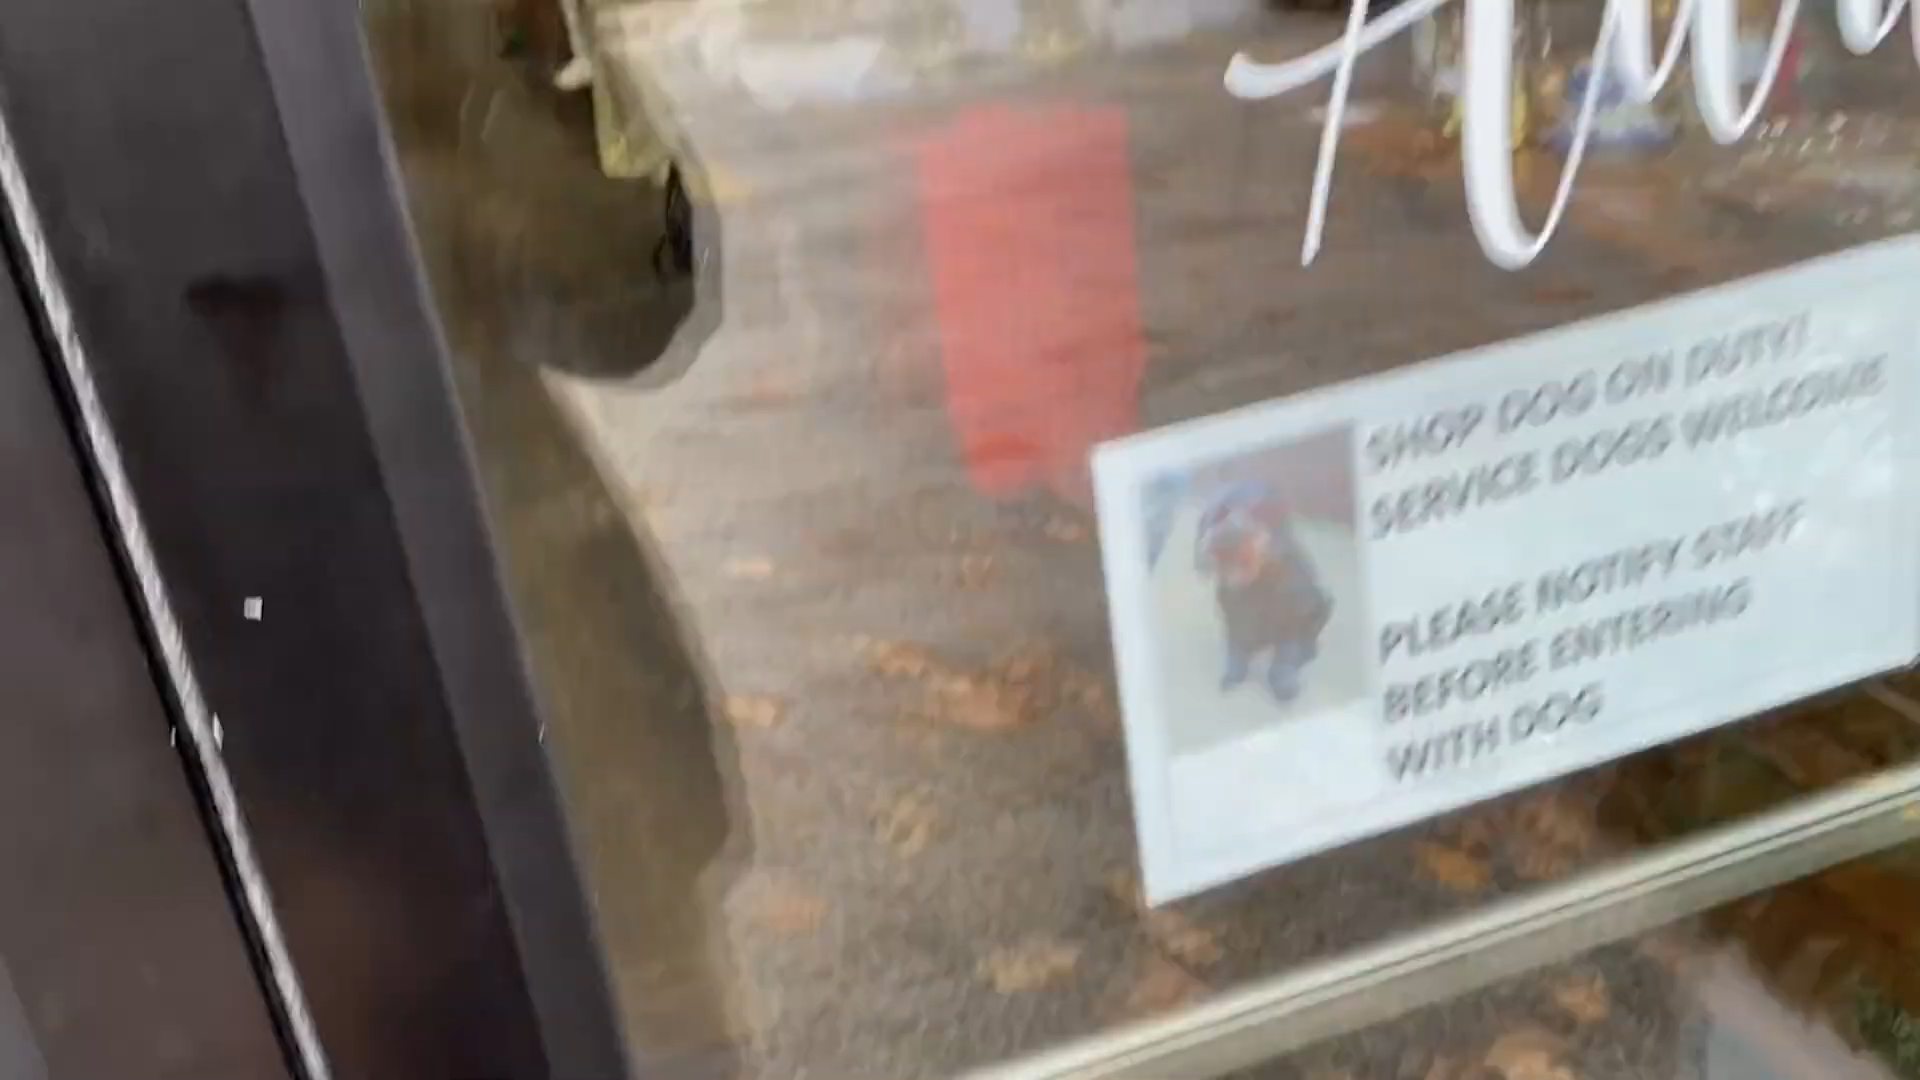 SHOP DOG ON DUTY!
SERVICE DOGS WELCOME
PLEASE NOTIFY STAFF
BEFORE ENTERING
WITH DOG